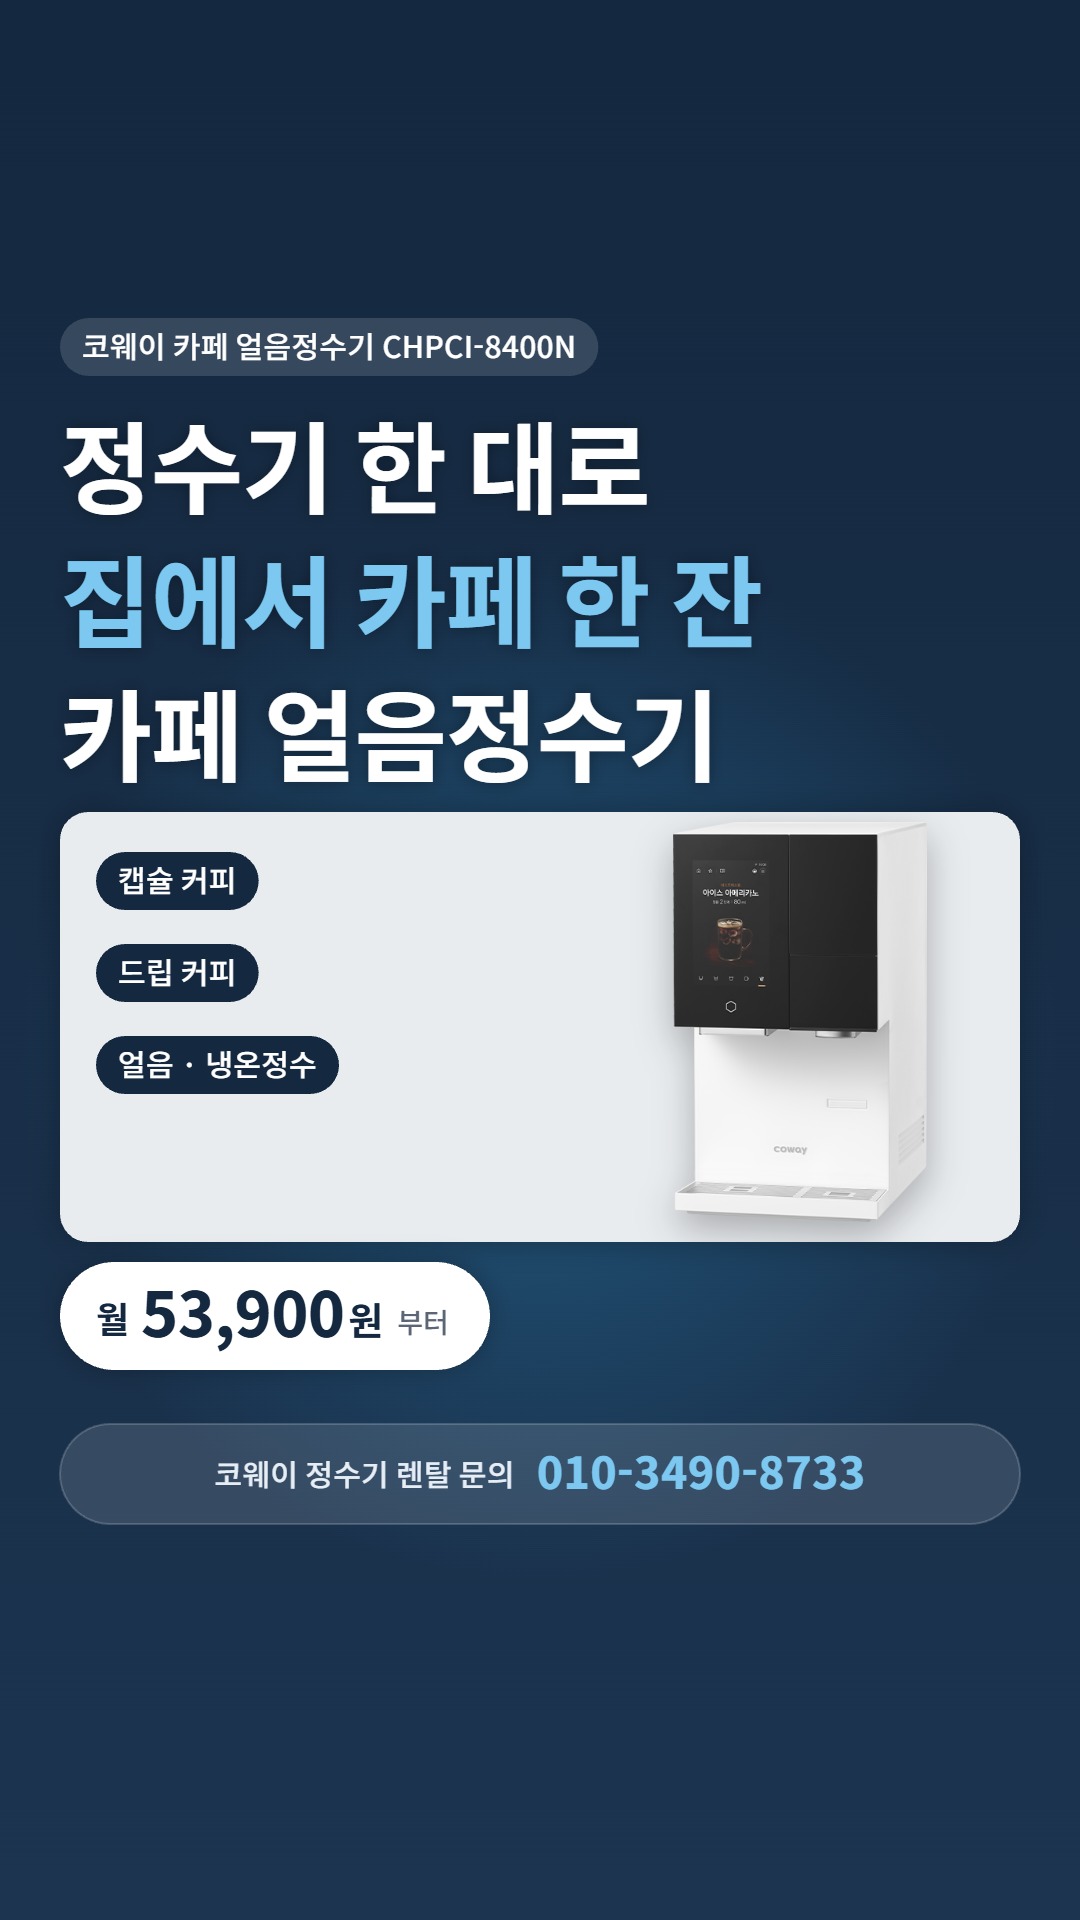 코웨이 카페 얼음정수기 CHPCI-8400N
정수기 한 대로
집에서 카페 한 잔
카페 얼음정수기
캡슐 커피
드립 커피
얼음 · 냉온정수
아이스 아메리카노
coway
월 53,900원 부터
코웨이 정수기 렌탈 문의 010-3490-8733